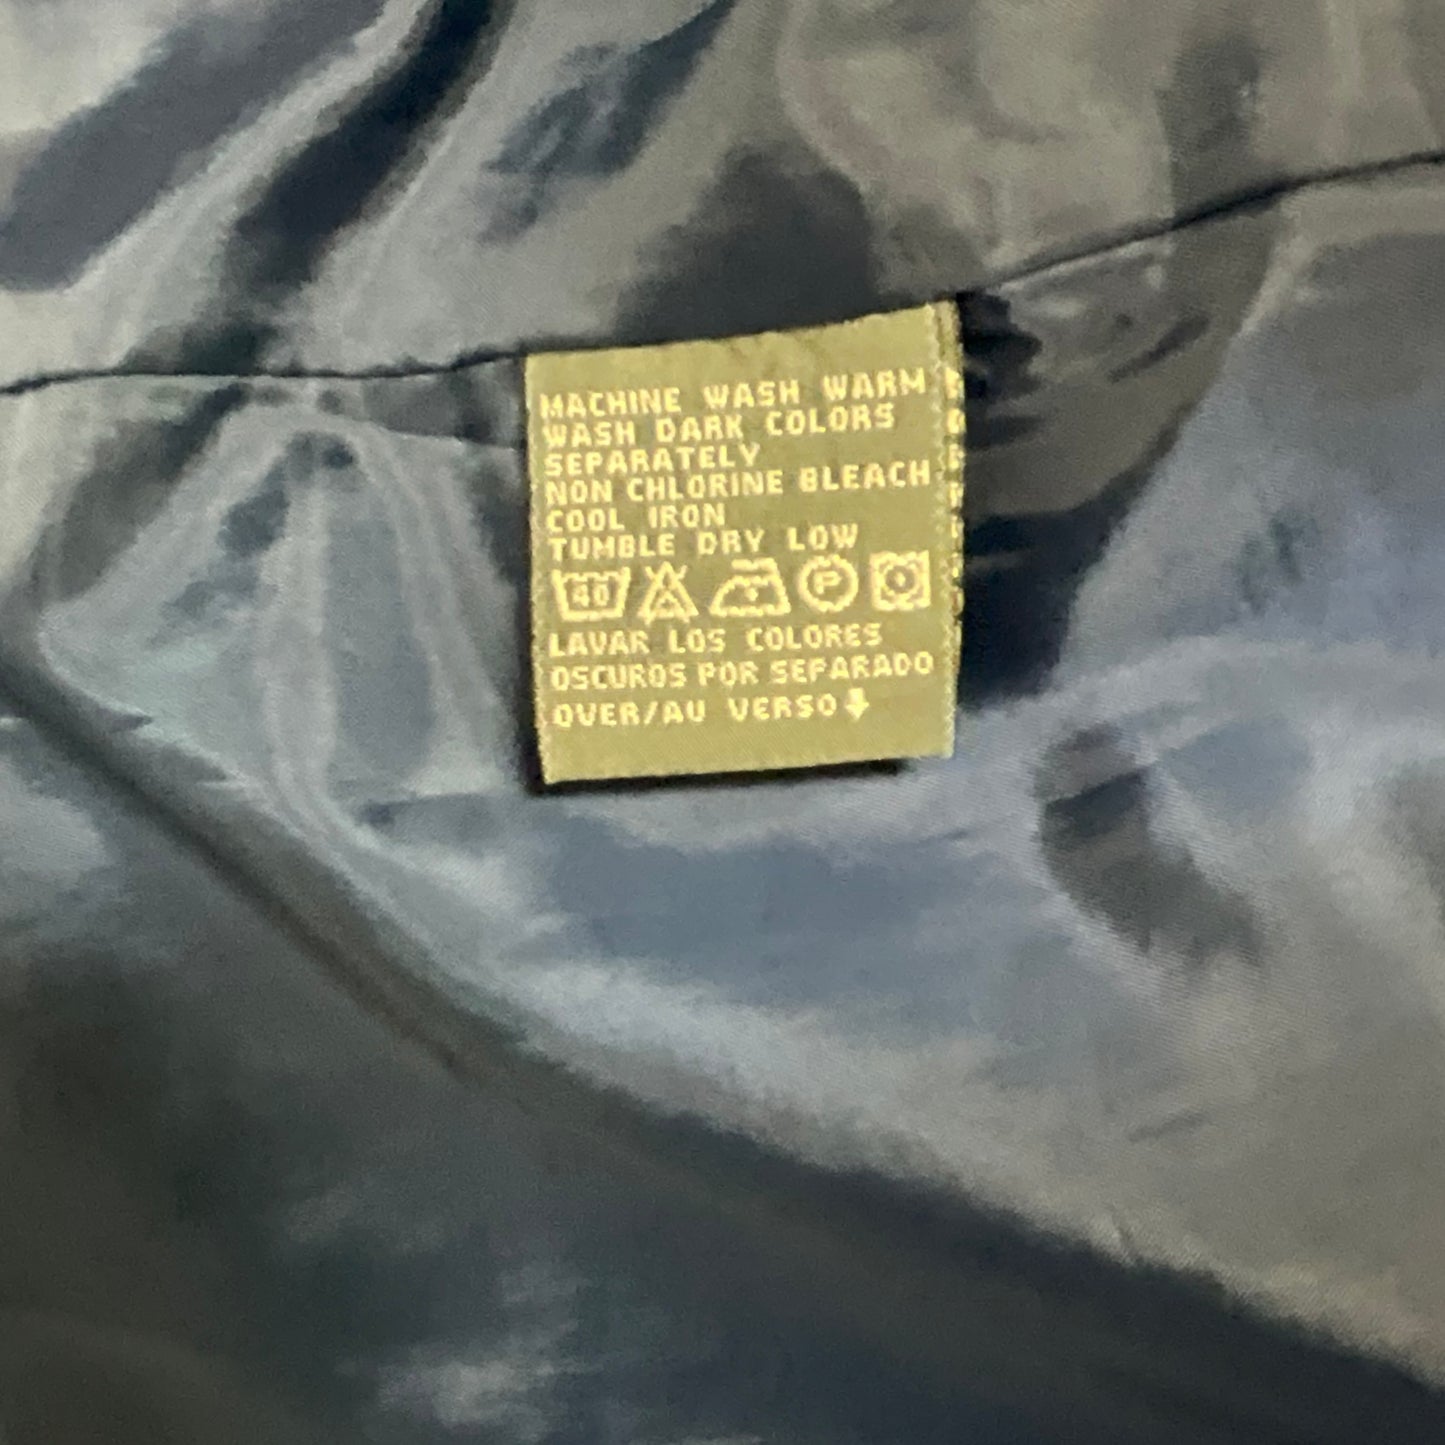 MACHINE WASH WARM
WASH DARK COLORS
SEPARATELY
NON CHLORINE BLEACH
COOL IRON
TUMBLE DRY LOW
40 P
LAVAR LOS COLORES
OSCUROS POR SEPARADO
OVER/AU VERSO